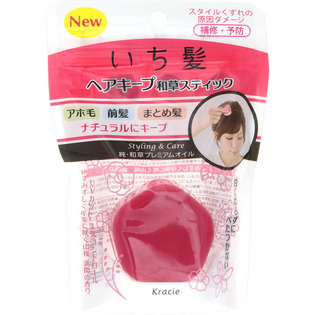 New
スタイルくずれの
原因ダメージ
補修・予防
いち髪
ヘアキープ和草スティック
アホ毛 前髪 まとめ髪
ナチュラルにキープ
Styling & Care
純・和草プレミアムオイル
Kracie